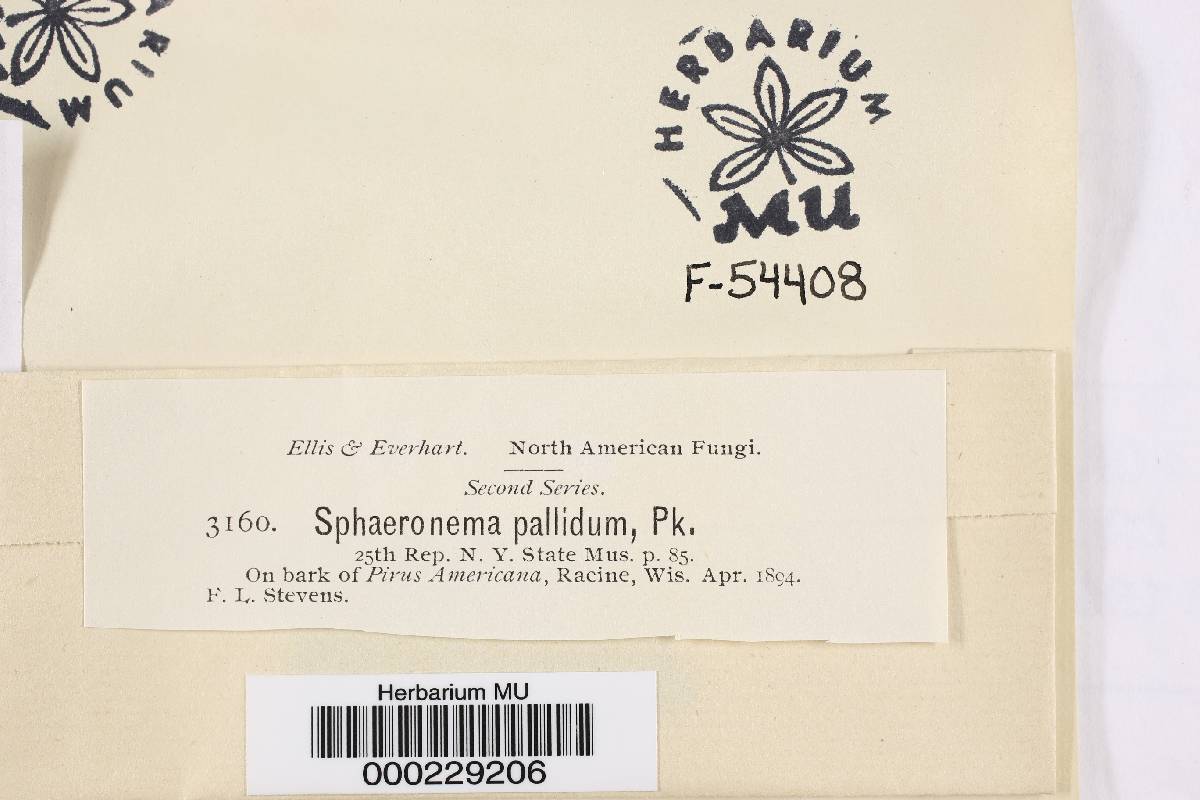 HERBARIUM
MU
F-54408
ARIUM
Ellis & Everhart. North American Fungi.
Second Series.
3160. Sphaeronema pallidum, Pk.
25th Rep. N. Y. State Mus. p. 85.
On bark of Pirus Americana, Racine, Wis. Apr. 1894.
F. L. Stevens.
Herbarium MU
000229206